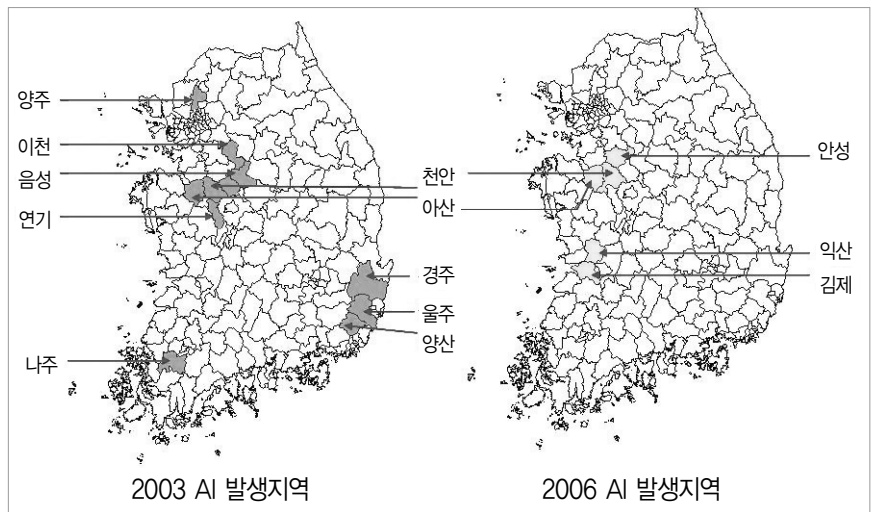 양주
이천
음성
연기
나주
천안
아산
경주
울주
양산
안성
익산
김제
2003 AI 발생지역
2006 AI 발생지역